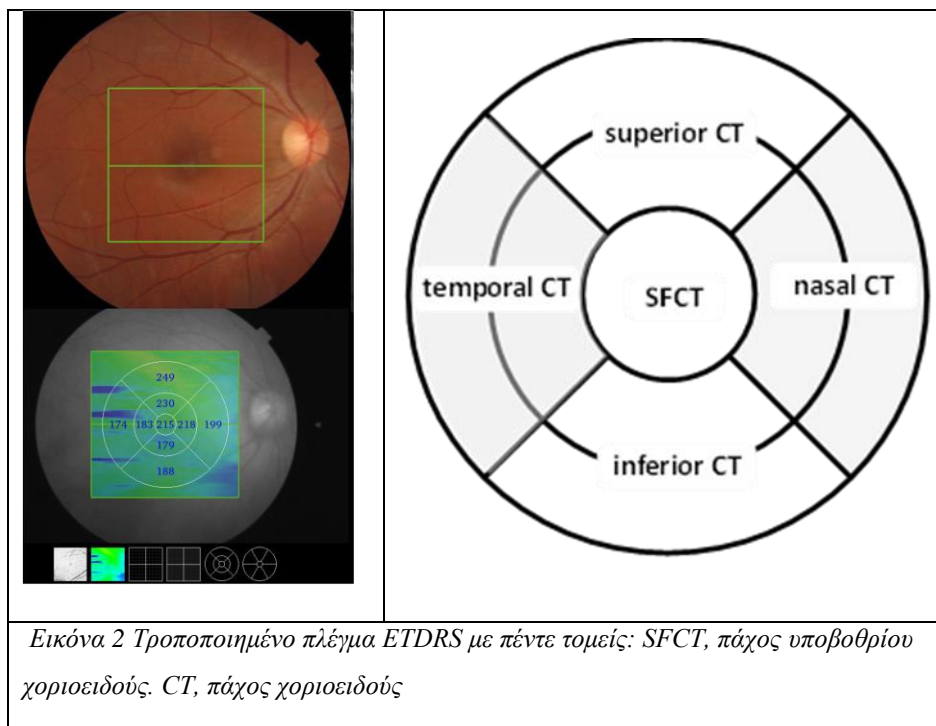 249
230
174 183 215 218 199
179
188
superior CT
temporal CT SFCT nasal CT
inferior CT
Εικόνα 2 Τροποποιημένο πλέγμα ETDRS με πέντε τομείς: SFCT, πάχος υποβοθρίου
χοριοειδούς. CT, πάχος χοριοειδούς